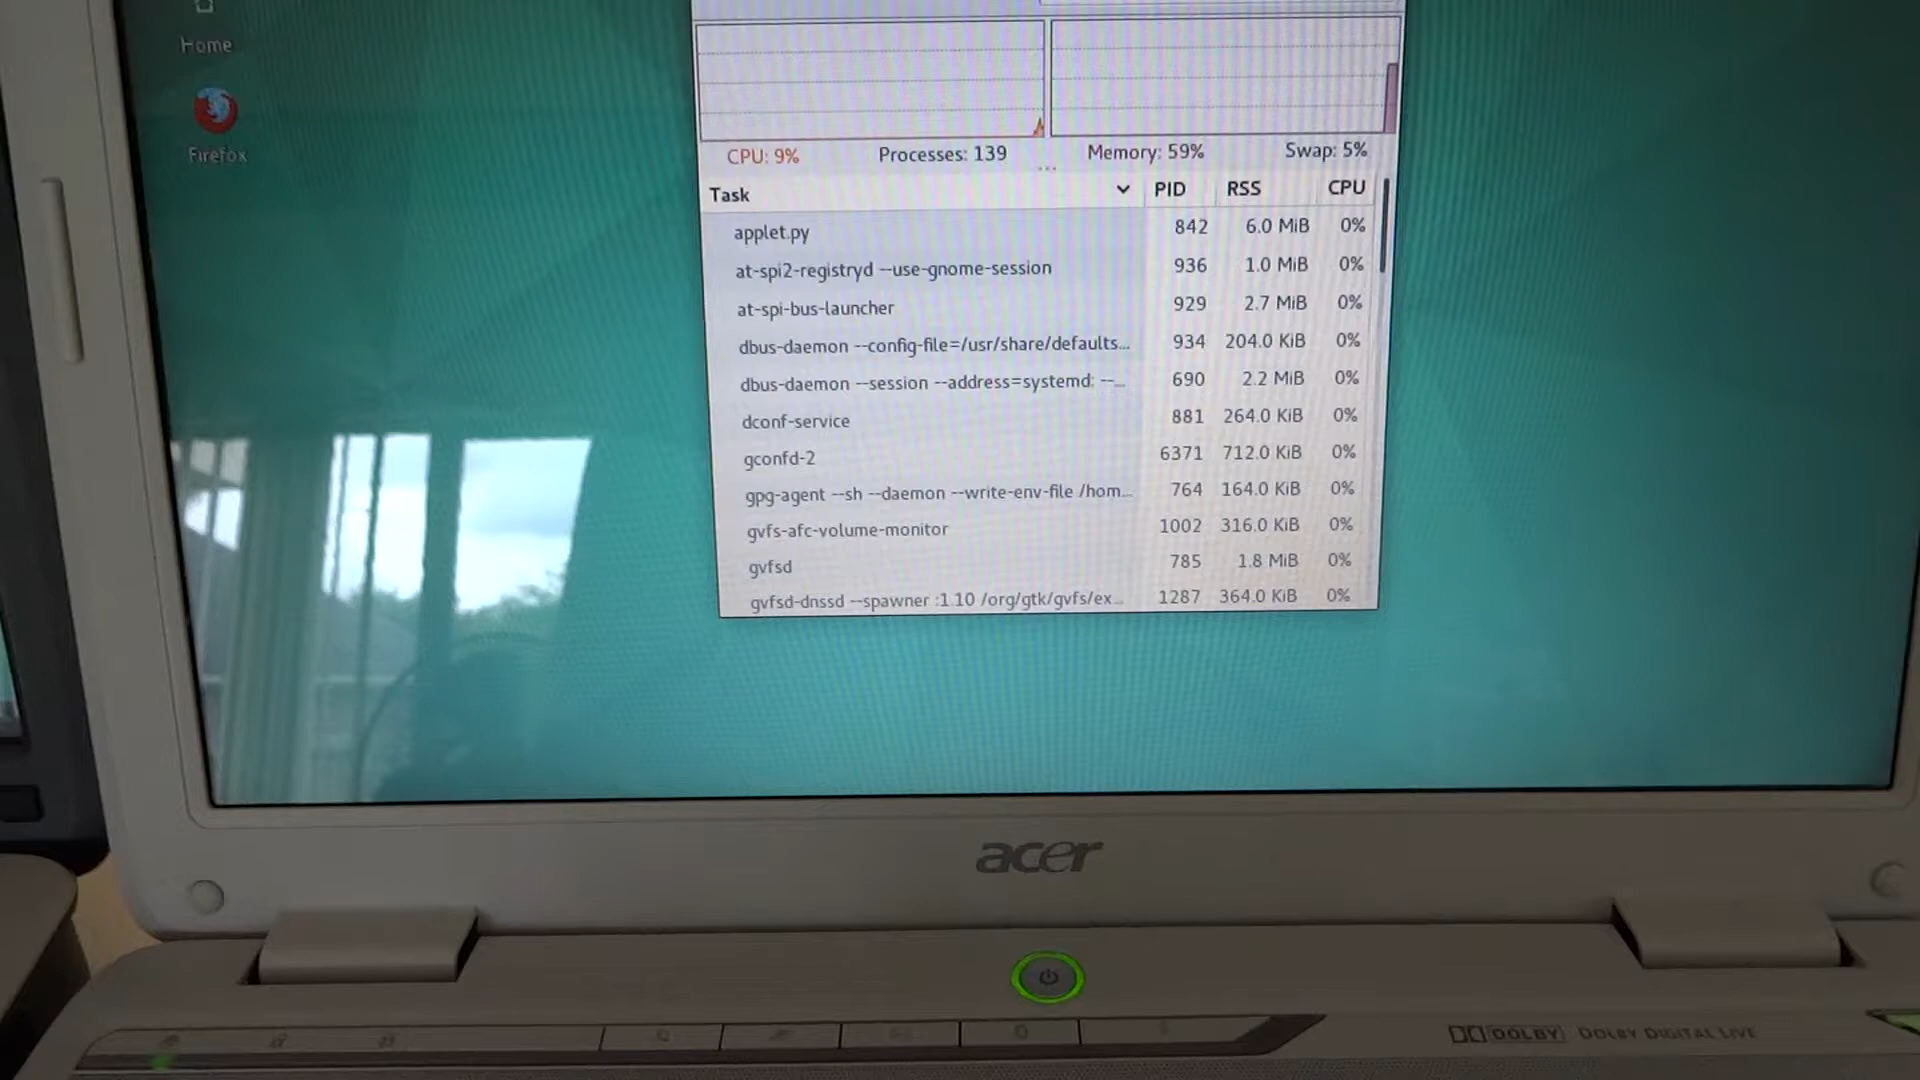 Home
Firefox
CPU: 9% Processes: 139 Memory: 59% Swap: 5%
Task PID RSS CPU
applet.py 842 6.0 MiB 0%
at-spi2-registryd --use-gnome-session 936 1.0 MiB 0%
at-spi-bus-launcher 929 2.7 MiB 0%
dbus-daemon --config-file=/usr/share/defaults... 934 204.0 KiB 0%
dbus-daemon --session --address=systemd: --... 690 2.2 MiB 0%
dconf-service 881 264.0 KiB 0%
gconfd-2 6371 712.0 KiB 0%
gpg-agent --sh --daemon --write-env-file /hom... 764 164.0 KiB 0%
gvfs-afc-volume-monitor 1002 316.0 KiB 0%
gvfsd 785 1.8 MiB 0%
gvfsd-dnssd --spawner :1.10 /org/gtk/gvfs/ex... 1287 364.0 KiB 0%
acer
DOLBY DOLBY DIGITAL LIVE